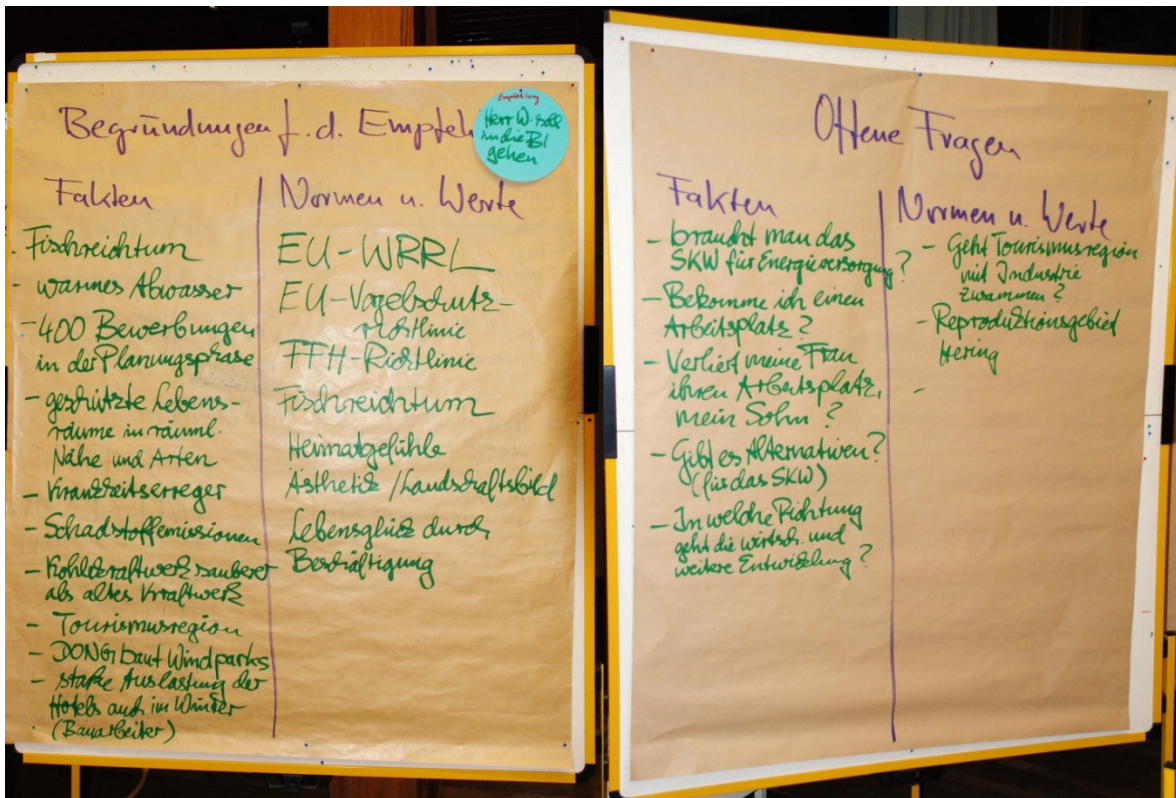 Begründungen f. d. Empfeh
Empfehlung
Herr W. soll
in die BI
gehen
Fakten
- Fischreichtum
- warmes Abwasser
- 400 Bewerbungen
in der Planungsphase
- geschützte Lebens-
räume in räuml.
Nähe und Arten
- Krankheitserreger
- Schadstoffemissionen
- Kohlekraftwerk sauberer
als altes Kraftwerk
- Tourismusregion
- DONG baut Windparks
- starke Auslastung der
Hotels auch im Winter
(Bauarbeiter)
Normen u. Werte
EU-WRRL
EU-Vogelschutz-
richtlinie
FFH-Richtlinie
Fischreichtum
Heimatgefühle
Ästhetik / Landschaftsbild
Lebensglück durch
Beschäftigung
Offene Fragen
Fakten
- braucht man das
SKW für Energieversorgung?
- Bekomme ich einen
Arbeitsplatz?
- Verliert meine Frau
ihren Arbeitsplatz,
mein Sohn?
- Gibt es Alternativen?
(für das SKW)
- In welche Richtung
geht die wirtsch. und
weitere Entwicklung?
Normen u. Werte
- Geht Tourismusregion
mit Industrie
zusammen?
- Reproduktionsgebiet
Hering
-